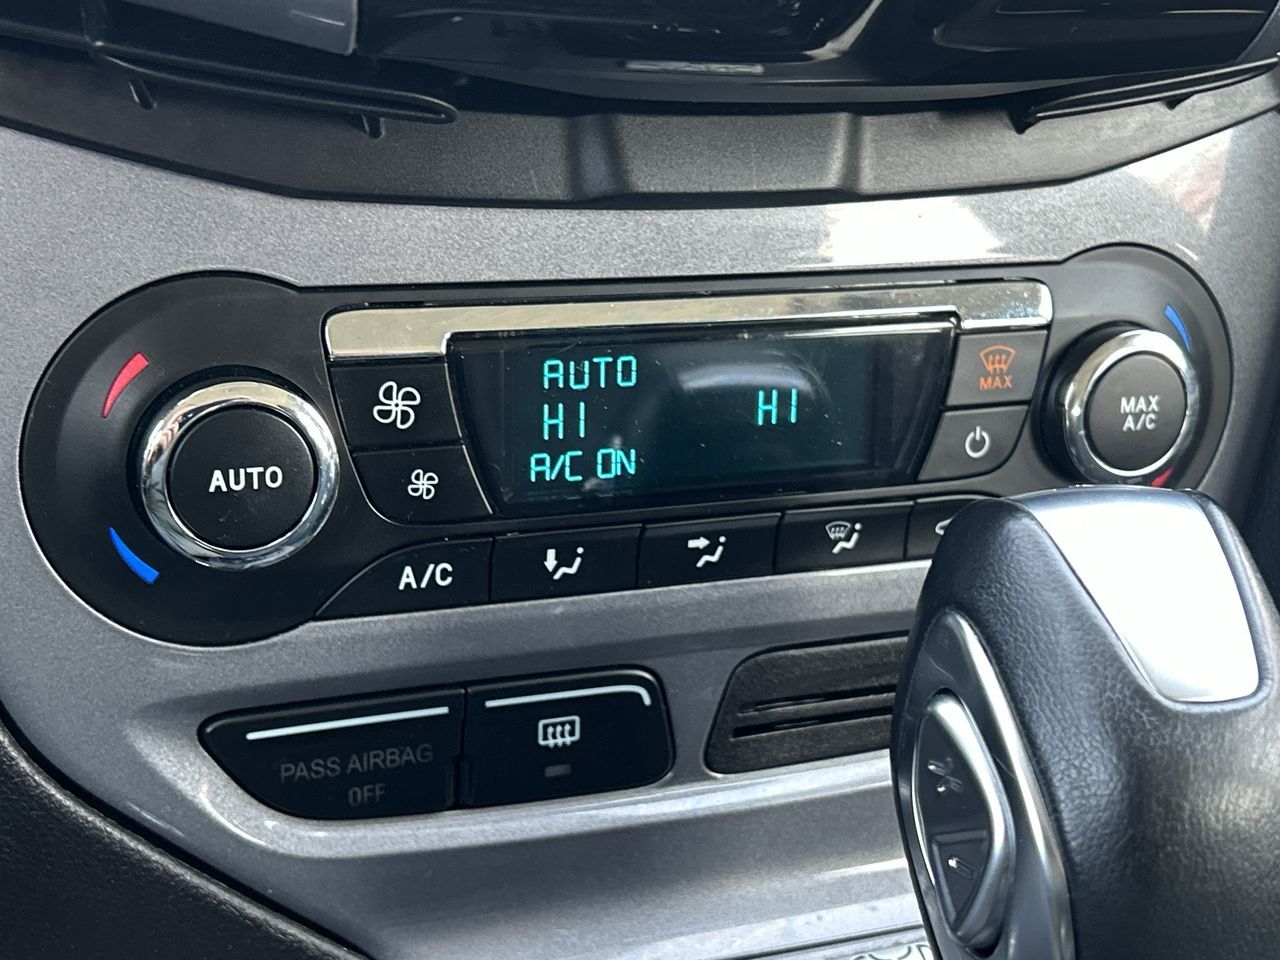 AUTO
AUTO
HI HI
A/C ON
MAX
MAX
A/C
A/C
PASS AIRBAG
OFF